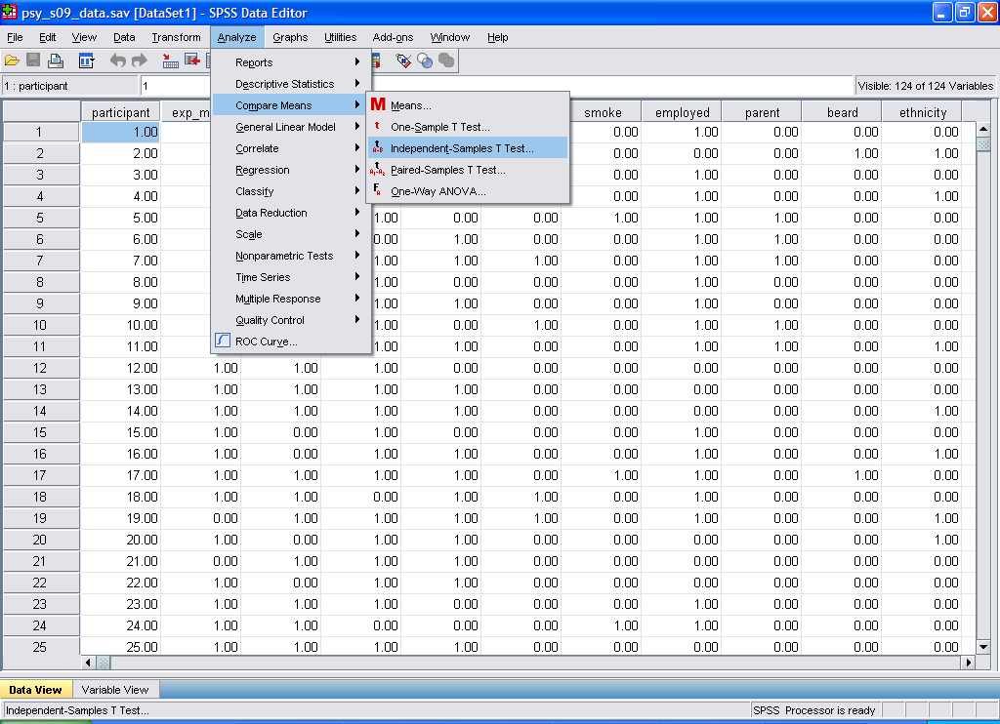 psy_s09_data.sav [DataSet1] - SPSS Data Editor
File Edit View Data Transform Analyze Graphs Utilities Add-ons Window Help
1 : participant 1 Visible: 124 of 124 Variables
Reports
Descriptive Statistics
Compare Means
General Linear Model
Correlate
Regression
Classify
Data Reduction
Scale
Nonparametric Tests
Time Series
Multiple Response
Quality Control
ROC Curve...
M Means...
t One-Sample T Test...
Independent-Samples T Test...
Paired-Samples T Test...
One-Way ANOVA...
participant exp_m smoke employed parent beard ethnicity
1 1.00 0.00 1.00 0.00 0.00 0.00
2 2.00 0.00 0.00 0.00 1.00 1.00
3 3.00 0.00 1.00 0.00 0.00 0.00
4 4.00 0.00 1.00 0.00 0.00 1.00
5 5.00 1.00 0.00 0.00 1.00 1.00 1.00 0.00 0.00
6 6.00 0.00 1.00 0.00 0.00 1.00 1.00 0.00 0.00
7 7.00 1.00 1.00 1.00 0.00 1.00 1.00 0.00 0.00
8 8.00 1.00 0.00 0.00 0.00 1.00 0.00 0.00 0.00
9 9.00 1.00 1.00 0.00 0.00 1.00 0.00 0.00 0.00
10 10.00 1.00 0.00 1.00 0.00 1.00 1.00 0.00 0.00
11 11.00 1.00 1.00 0.00 0.00 1.00 1.00 0.00 1.00
12 12.00 1.00 1.00 1.00 0.00 0.00 0.00 0.00 0.00 0.00 0.00
13 13.00 1.00 1.00 1.00 1.00 0.00 0.00 0.00 0.00 0.00 0.00
14 14.00 1.00 1.00 1.00 1.00 0.00 0.00 1.00 0.00 0.00 1.00
15 15.00 1.00 0.00 1.00 0.00 0.00 0.00 1.00 0.00 0.00 0.00
16 16.00 1.00 0.00 1.00 1.00 0.00 0.00 1.00 0.00 0.00 1.00
17 17.00 1.00 1.00 1.00 1.00 0.00 1.00 1.00 0.00 1.00 0.00
18 18.00 1.00 1.00 0.00 1.00 1.00 0.00 1.00 0.00 0.00 0.00
19 19.00 0.00 1.00 1.00 1.00 1.00 0.00 1.00 0.00 0.00 1.00
20 20.00 1.00 0.00 1.00 0.00 0.00 0.00 0.00 0.00 0.00 1.00
21 21.00 0.00 1.00 1.00 1.00 0.00 0.00 0.00 0.00 0.00 0.00
22 22.00 1.00 0.00 1.00 1.00 0.00 0.00 0.00 0.00 0.00 0.00
23 23.00 1.00 1.00 1.00 0.00 0.00 0.00 1.00 0.00 0.00 0.00
24 24.00 1.00 1.00 0.00 0.00 0.00 1.00 1.00 0.00 0.00 0.00
25 25.00 1.00 1.00 1.00 1.00 0.00 0.00 0.00 0.00 0.00 0.00
Data View Variable View
Independent-Samples T Test... SPSS Processor is ready